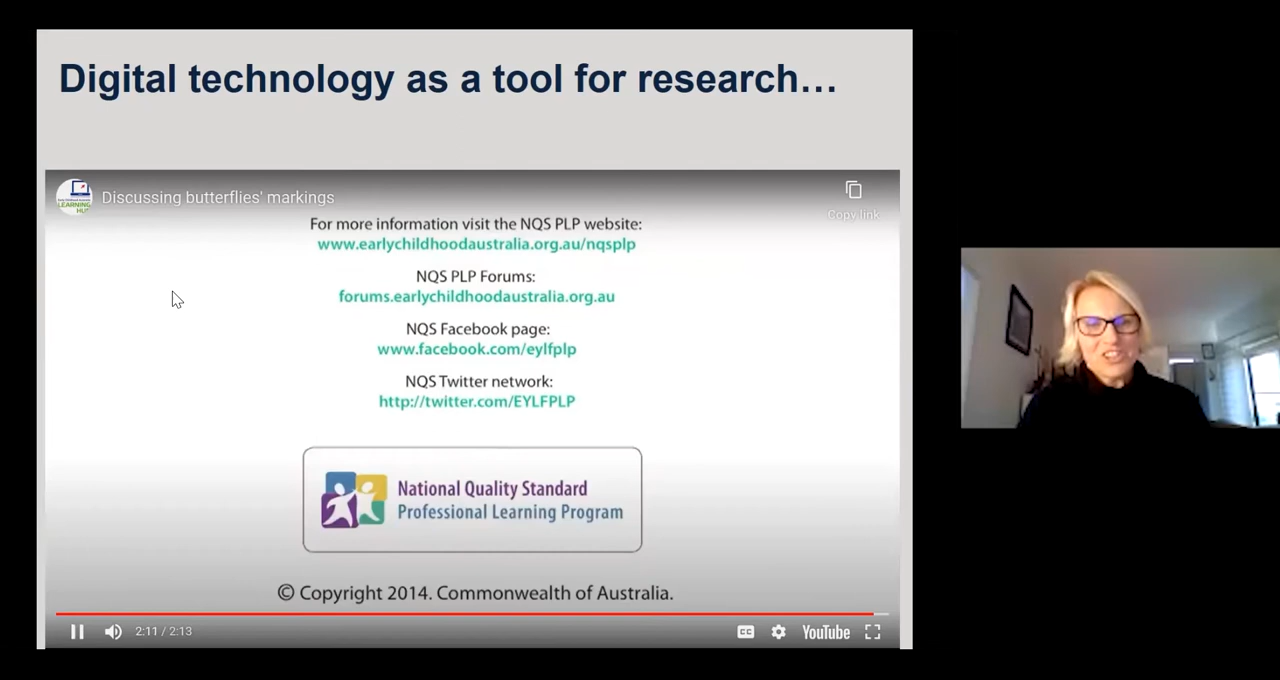 Digital technology as a tool for research…
Discussing butterflies' markings
Copy link
For more information visit the NQS PLP website:
www.earlychildhoodaustralia.org.au/nqsplp
NQS PLP Forums:
forums.earlychildhoodaustralia.org.au
NQS Facebook page:
www.facebook.com/eylfplp
NQS Twitter network:
http://twitter.com/EYLFPLP
National Quality Standard
Professional Learning Program
© Copyright 2014. Commonwealth of Australia.
2:11 / 2:13
CC
YouTube
LEARNING
HUB